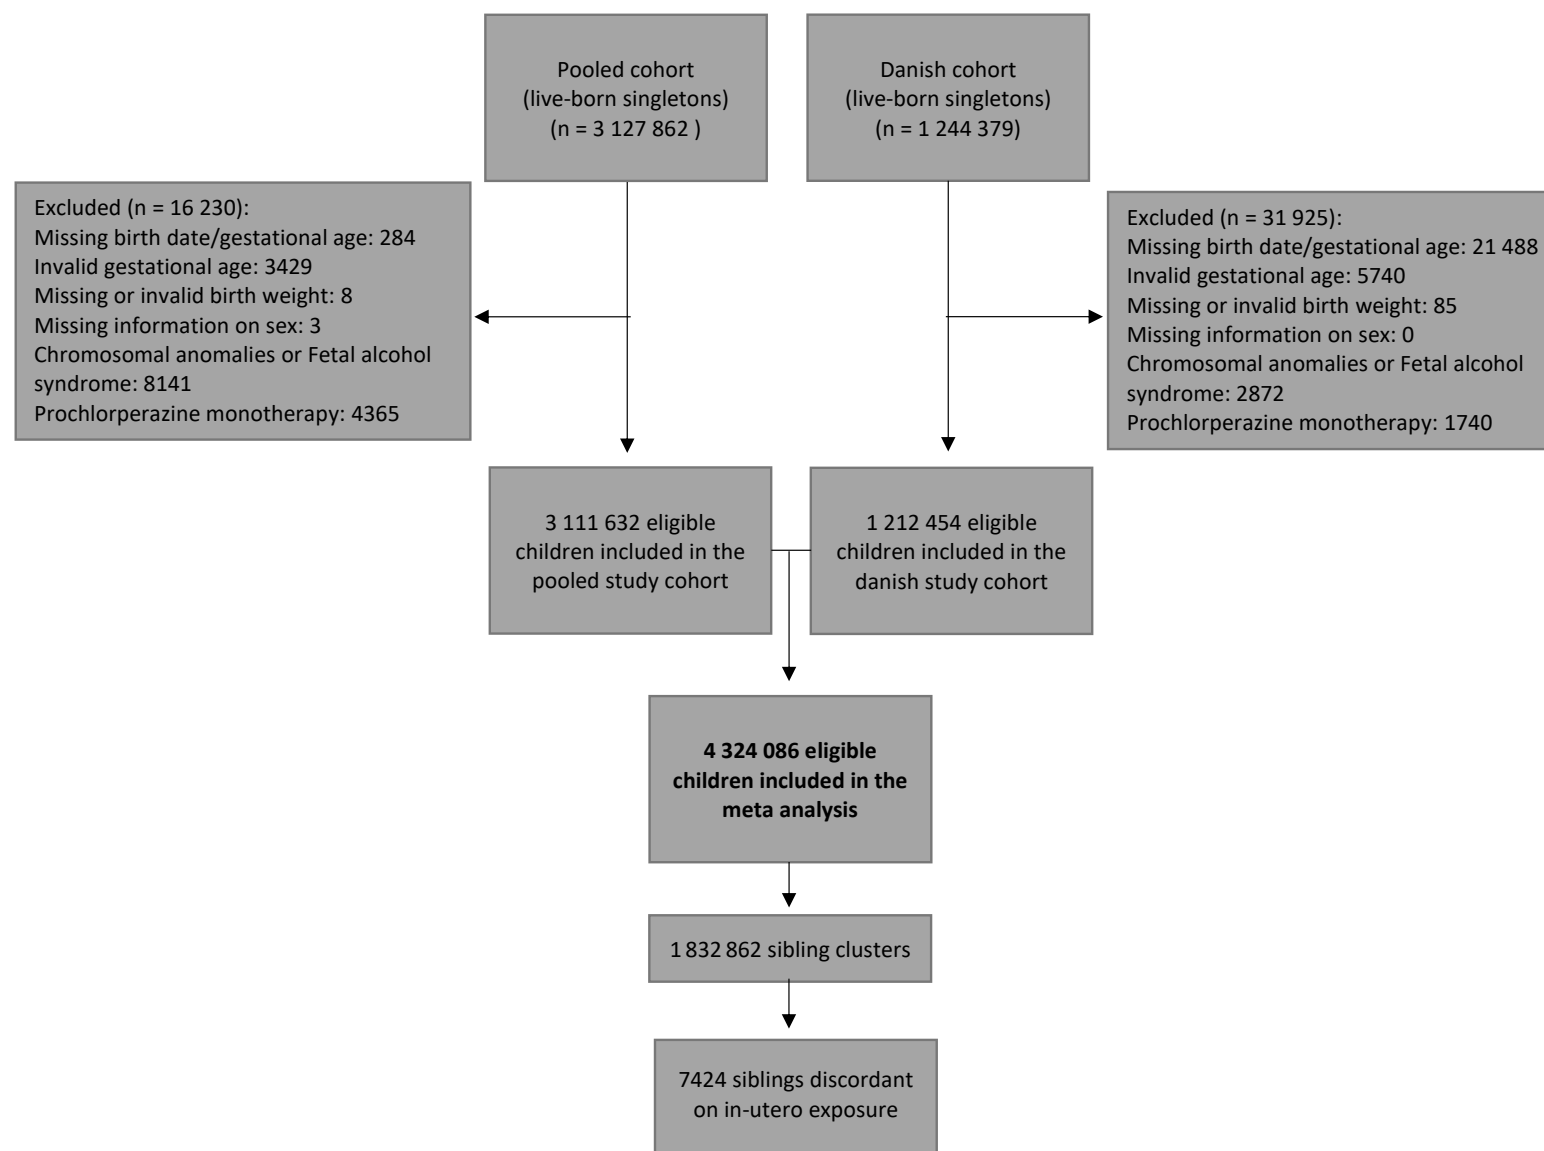 Pooled cohort
(live-born singletons)
(n = 3 127 862 )
Danish cohort
(live-born singletons)
(n = 1 244 379)
Excluded (n = 16 230):
Missing birth date/gestational age: 284
Invalid gestational age: 3429
Missing or invalid birth weight: 8
Missing information on sex: 3
Chromosomal anomalies or Fetal alcohol
syndrome: 8141
Prochlorperazine monotherapy: 4365
Excluded (n = 31 925):
Missing birth date/gestational age: 21 488
Invalid gestational age: 5740
Missing or invalid birth weight: 85
Missing information on sex: 0
Chromosomal anomalies or Fetal alcohol
syndrome: 2872
Prochlorperazine monotherapy: 1740
3 111 632 eligible
children included in the
pooled study cohort
1 212 454 eligible
children included in the
danish study cohort
4 324 086 eligible
children included in the
meta analysis
1 832 862 sibling clusters
7424 siblings discordant
on in-utero exposure